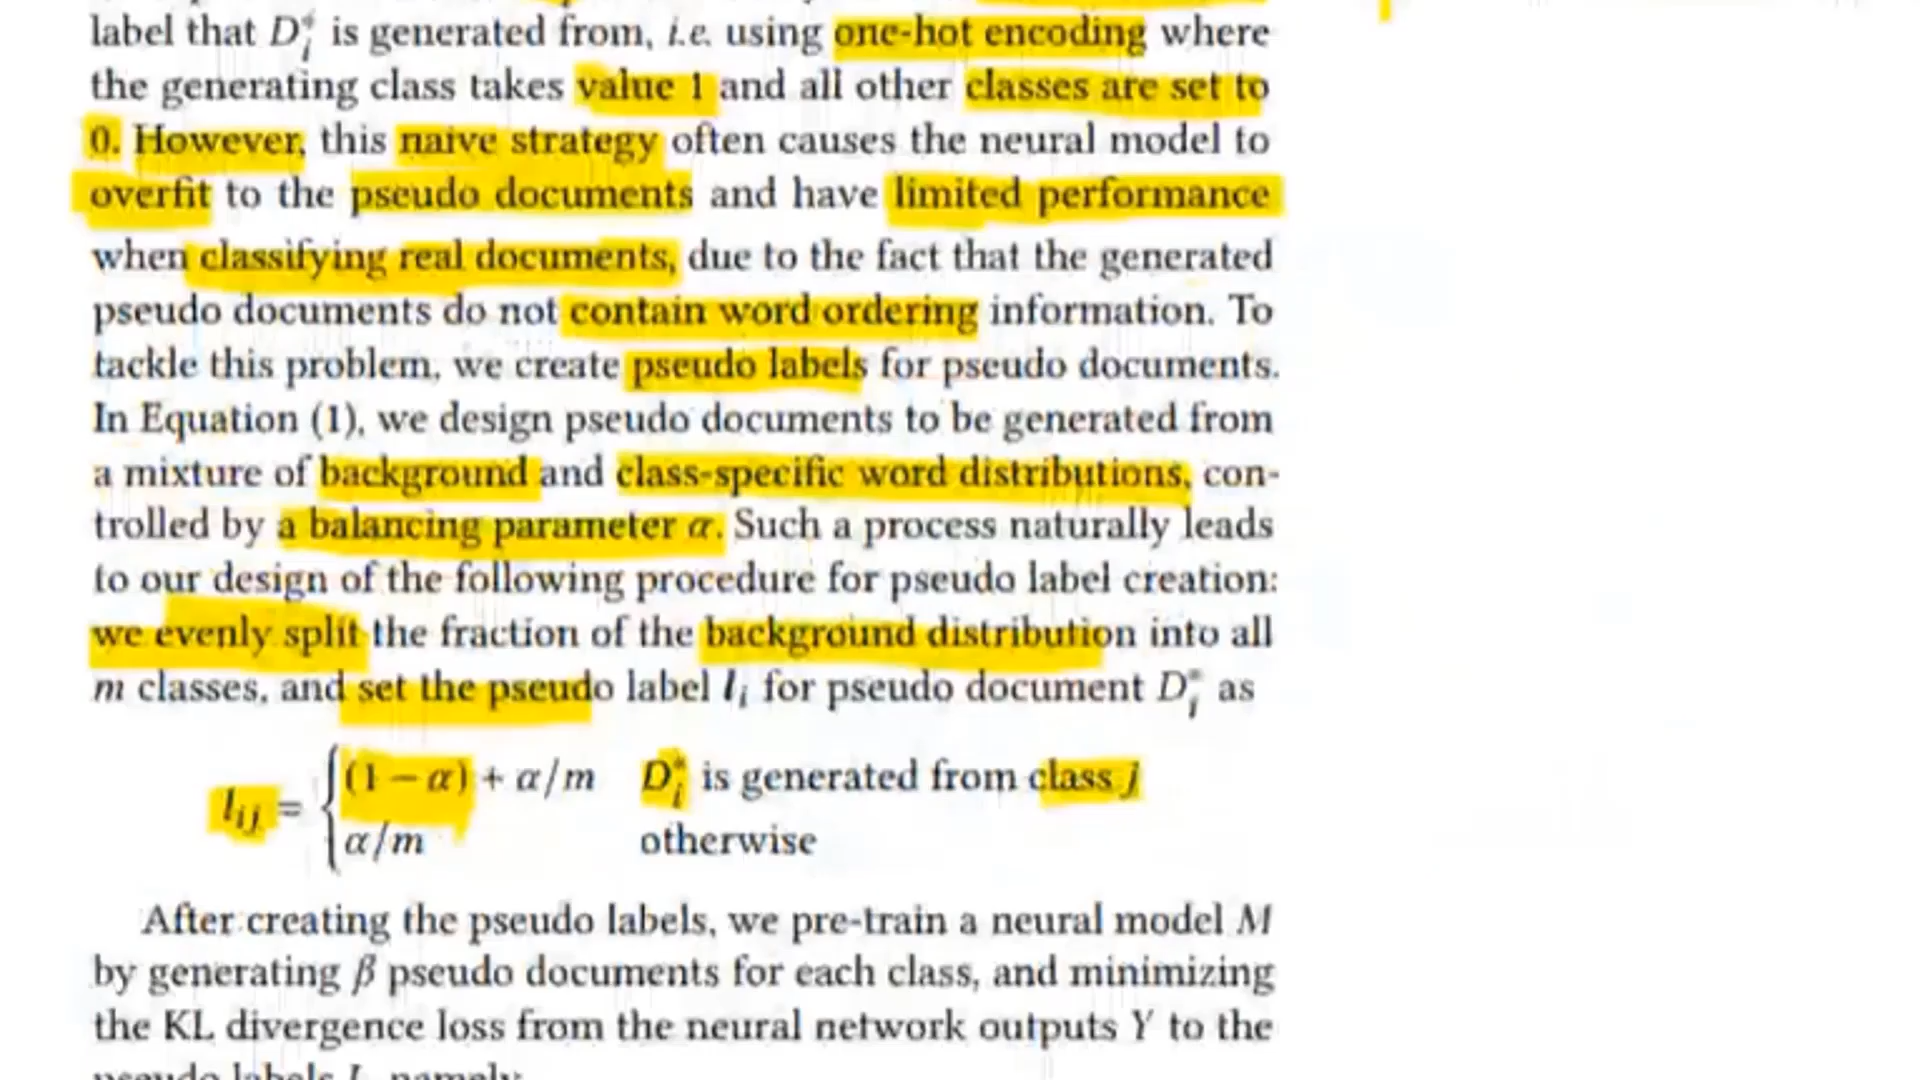 label that D*i is generated from, i.e. using one-hot encoding where
the generating class takes value 1 and all other classes are set to
0. However, this naive strategy often causes the neural model to
overfit to the pseudo documents and have limited performance
when classifying real documents, due to the fact that the generated
pseudo documents do not contain word ordering information. To
tackle this problem, we create pseudo labels for pseudo documents.
In Equation (1), we design pseudo documents to be generated from
a mixture of background and class-specific word distributions, con-
trolled by a balancing parameter α. Such a process naturally leads
to our design of the following procedure for pseudo label creation:
we evenly split the fraction of the background distribution into all
m classes, and set the pseudo label li for pseudo document D*i as
lij = { (1 − α) + α/m D*i is generated from class j
α/m otherwise
After creating the pseudo labels, we pre-train a neural model M
by generating β pseudo documents for each class, and minimizing
the KL divergence loss from the neural network outputs Y to the
pseudo labels L, namely